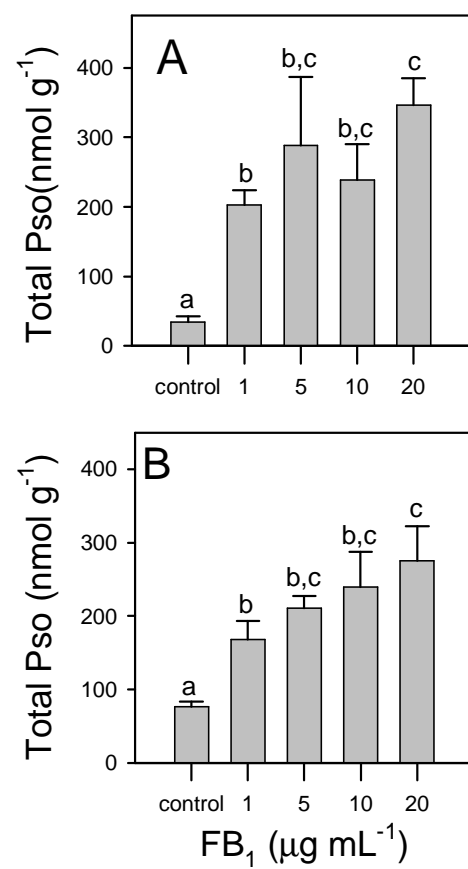 A
Total Pso(nmol g⁻¹)
400
300
200
100
0
a
b
b,c
b,c
c
control 1 5 10 20
B
Total Pso (nmol g⁻¹)
400
300
200
100
0
a
b
b,c
b,c
c
control 1 5 10 20
FB₁ (μg mL⁻¹)